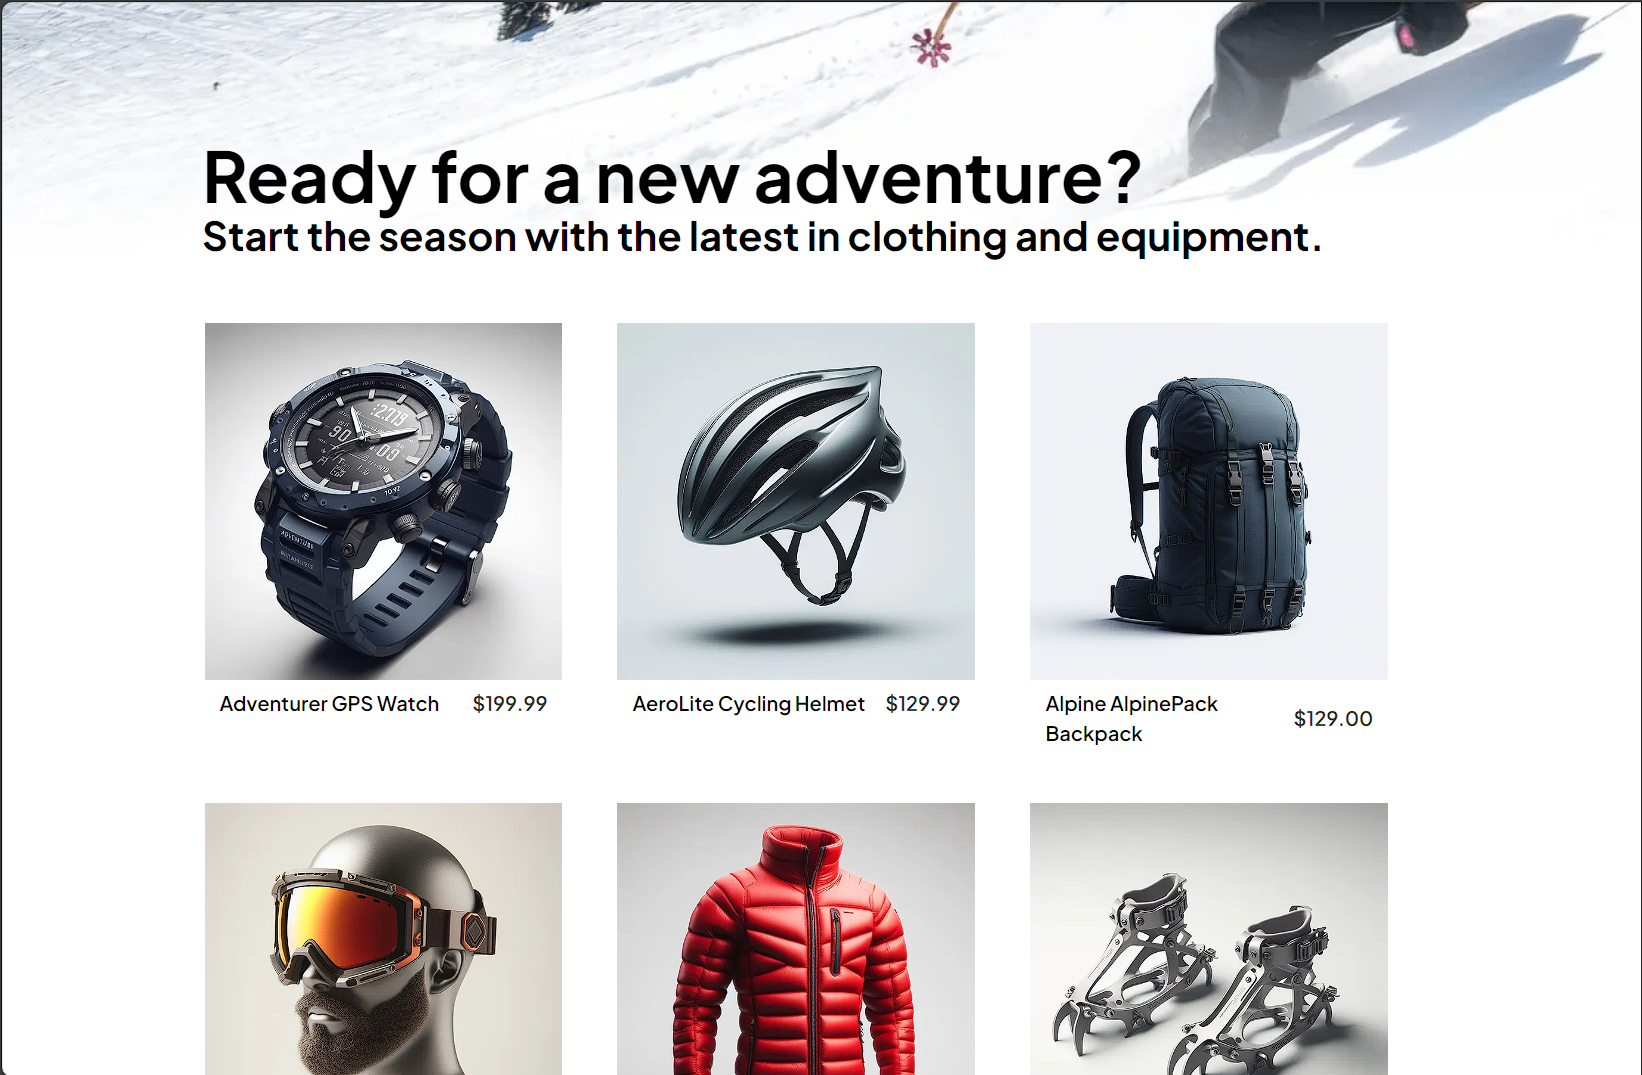 Ready for a new adventure?
Start the season with the latest in clothing and equipment.
Adventurer GPS Watch $199.99
AeroLite Cycling Helmet $129.99
Alpine AlpinePack
Backpack
$129.00